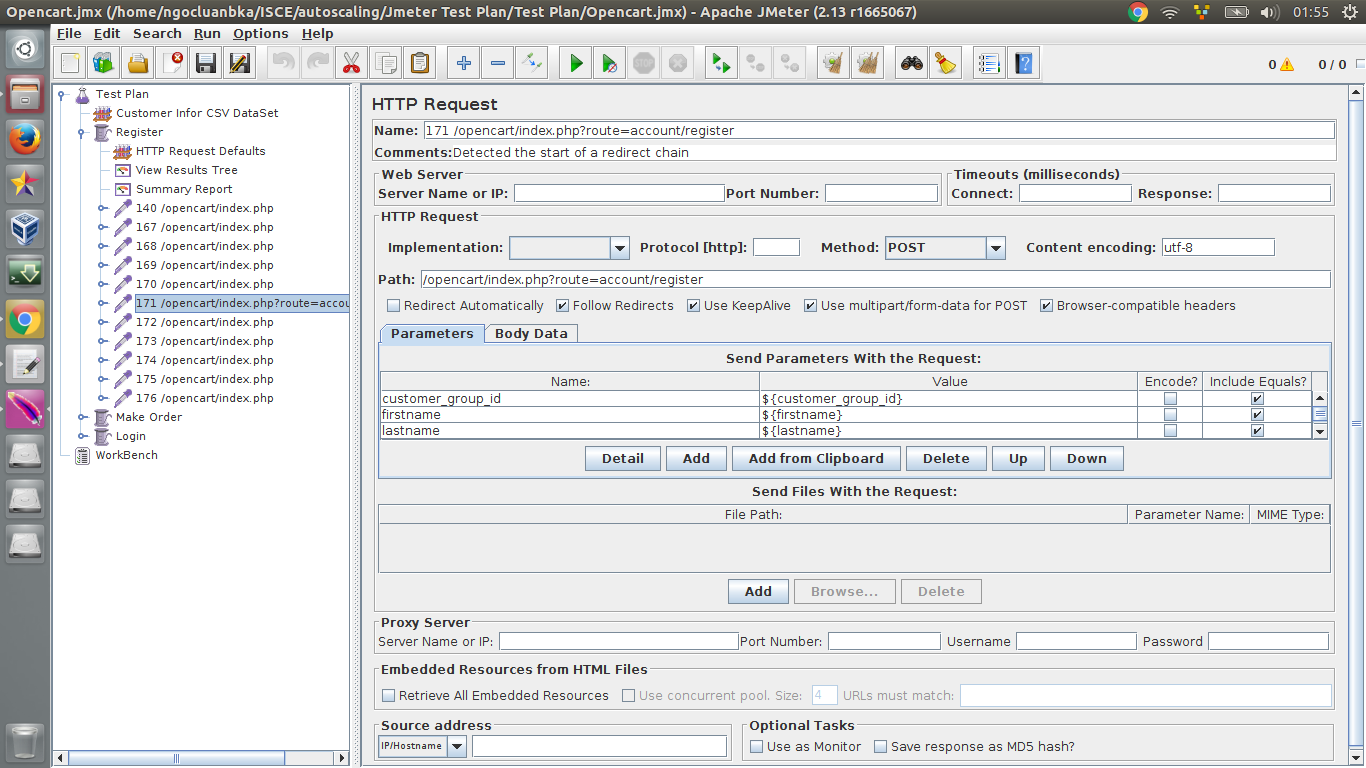 Opencart.jmx (/home/ngocluanbka/ISCE/autoscaling/Jmeter Test Plan/Test Plan/Opencart.jmx) - Apache JMeter (2.13 r1665067) 01:55
File Edit Search Run Options Help
0 0 / 0
Test Plan
Customer Infor CSV DataSet
Register
HTTP Request Defaults
View Results Tree
Summary Report
140 /opencart/index.php
167 /opencart/index.php
168 /opencart/index.php
169 /opencart/index.php
170 /opencart/index.php
171 /opencart/index.php?route=accou
172 /opencart/index.php
173 /opencart/index.php
174 /opencart/index.php
175 /opencart/index.php
176 /opencart/index.php
Make Order
Login
WorkBench
HTTP Request
Name: 171 /opencart/index.php?route=account/register
Comments: Detected the start of a redirect chain
Web Server
Server Name or IP: Port Number:
Timeouts (milliseconds)
Connect: Response:
HTTP Request
Implementation: Protocol [http]: Method: POST Content encoding: utf-8
Path: /opencart/index.php?route=account/register
Redirect Automatically Follow Redirects Use KeepAlive Use multipart/form-data for POST Browser-compatible headers
Parameters Body Data
Send Parameters With the Request:
Name: Value Encode? Include Equals?
customer_group_id ${customer_group_id}
firstname ${firstname}
lastname ${lastname}
Detail Add Add from Clipboard Delete Up Down
Send Files With the Request:
File Path: Parameter Name: MIME Type:
Add Browse... Delete
Proxy Server
Server Name or IP: Port Number: Username Password
Embedded Resources from HTML Files
Retrieve All Embedded Resources Use concurrent pool. Size: 4 URLs must match:
Source address
IP/Hostname
Optional Tasks
Use as Monitor Save response as MD5 hash?